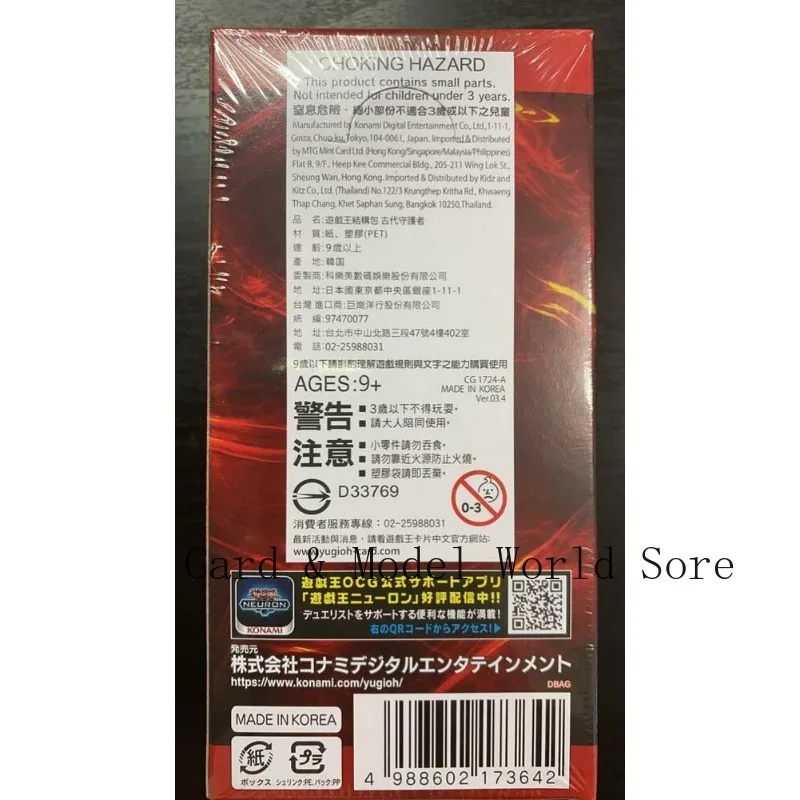 CHOKING HAZARD
This product contains small parts.
Not intended for children under 3 years.
窒息危險，細小部份不適合3歲或以下之兒童
Manufactured by Konami Digital Entertainment Co., Ltd., 1-11-1,
Ginza, Chuo-ku, Tokyo, 104-0061, Japan. Imported & Distributed
by MTG Mint Card Ltd. (Hong Kong/Singapore/Malaysia/Philippines)
Flat B, 9/F., Heep Kee Commercial Bldg., 205-211 Wing Lok St.,
Sheung Wan, Hong Kong. Imported & Distributed by Kidz and
Kitz Co., Ltd. (Thailand) No.122/3 Krungthep Kritha Rd., Khwaeng
Thap Chang, Khet Saphan Sung, Bangkok 10250, Thailand.
品 名:遊戲王結構包 古代守護者
材 質:紙、塑膠(PET)
適 齡:9歲以上
產 地:韓国
委製商:科樂美數碼娛樂股份有限公司
地 址:日本國東京都中央區銀座1-11-1
台灣 進口商:巨崗洋行股份有限公司
統 編:97470077
地 址:台北市中山北路三段47號4樓402室
電 話:02-25988031
9歲以下請斟酌理解遊戲規則與文字之能力購買使用
AGES:9+
CG 1724-A
MADE IN KOREA
Ver.03.4
警告
■ 3歲以下不得玩耍。
■ 請大人陪同使用。
注意
■ 小零件請勿吞食。
■ 請勿靠近火源防止火燒。
■ 塑膠袋請即丟棄。
D33769
0-3
消費者服務專線：02-25988031
最新活動與消息，請看遊戲王卡片中文官方網站:
www.yugioh-card.com
Card & Model World Sore
遊戯王OCG公式サポートアプリ
「遊戯王ニューロン」好評配信中!!
デュエリストをサポートする便利な機能が満載!
右のQRコードからアクセス!
Yu-Gi-Oh!
NEURON
KONAMI
発売元
株式会社コナミデジタルエンタテインメント
https://www.konami.com/yugioh/
DBAG
MADE IN KOREA
紙
ボックス
プラ
シュリンク:PE,パック:PP
4 988602 173642